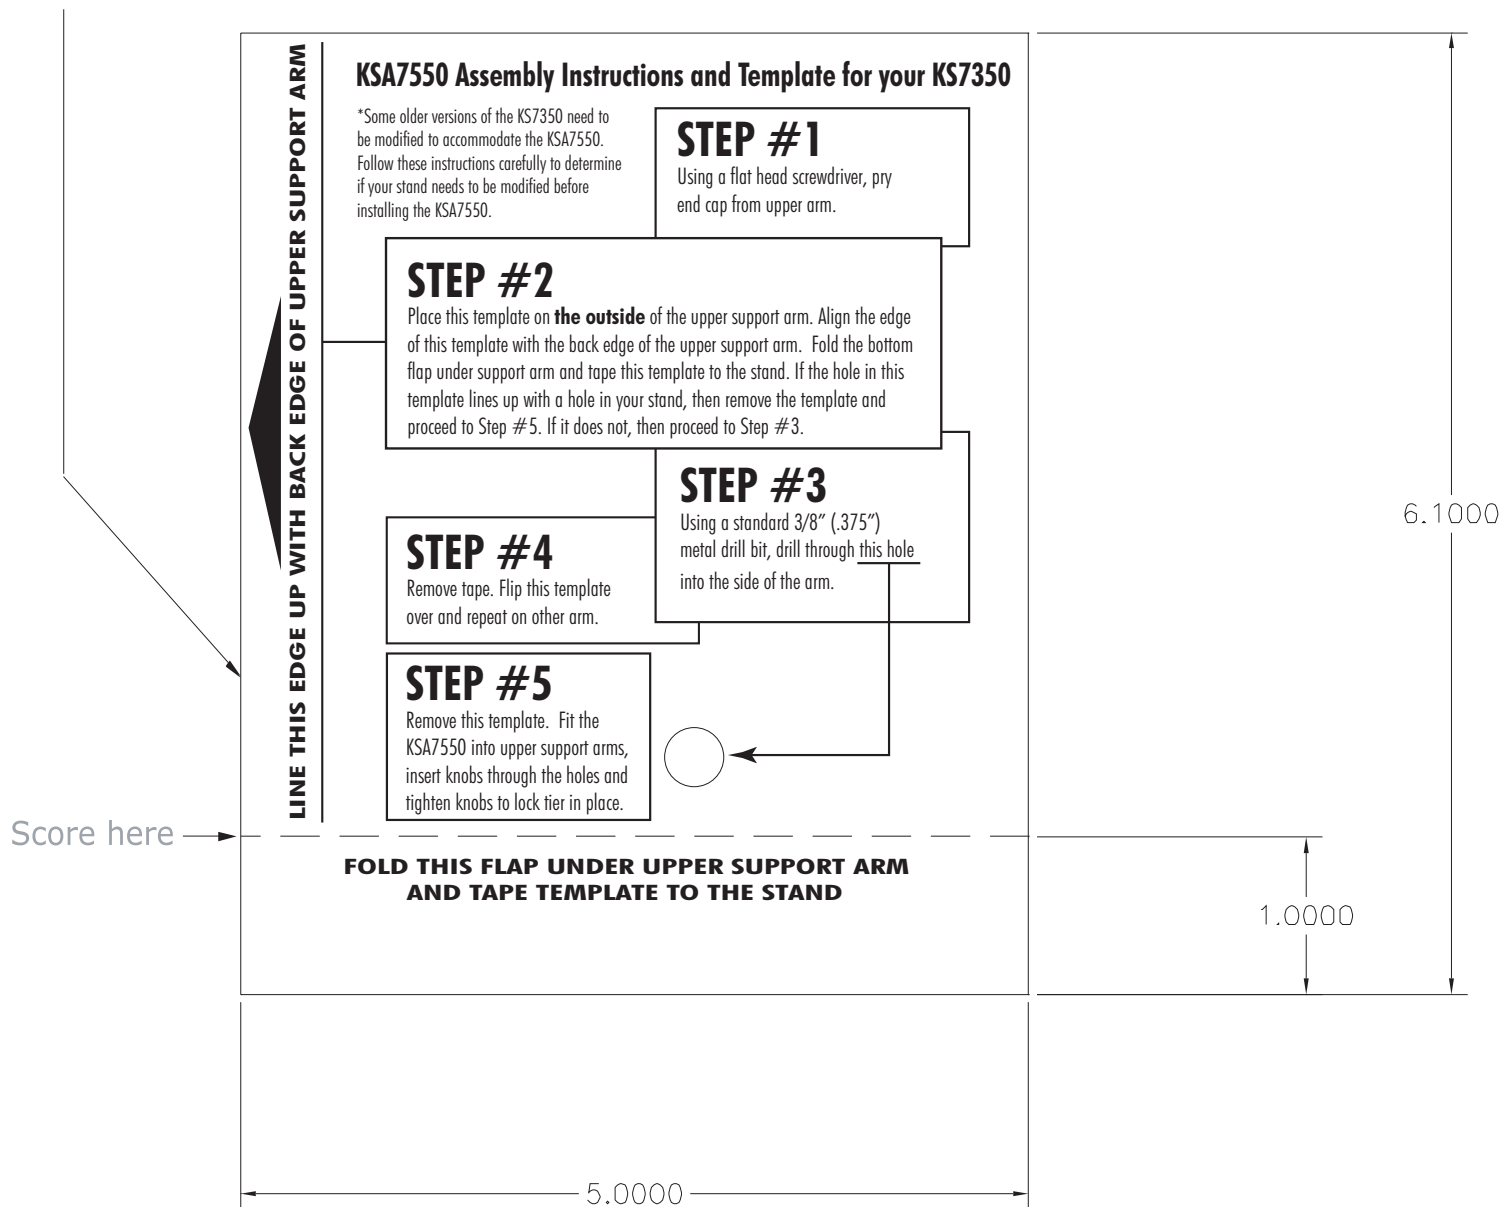 KSA7550 Assembly Instructions and Template for your KS7350
*Some older versions of the KS7350 need to
be modified to accommodate the KSA7550.
Follow these instructions carefully to determine
if your stand needs to be modified before
installing the KSA7550.
STEP #1
Using a flat head screwdriver, pry
end cap from upper arm.
STEP #2
Place this template on the outside of the upper support arm. Align the edge
of this template with the back edge of the upper support arm. Fold the bottom
flap under support arm and tape this template to the stand. If the hole in this
template lines up with a hole in your stand, then remove the template and
proceed to Step #5. If it does not, then proceed to Step #3.
STEP #3
Using a standard 3/8″ (.375″)
metal drill bit, drill through this hole
into the side of the arm.
STEP #4
Remove tape. Flip this template
over and repeat on other arm.
STEP #5
Remove this template. Fit the
KSA7550 into upper support arms,
insert knobs through the holes and
tighten knobs to lock tier in place.
LINE THIS EDGE UP WITH BACK EDGE OF UPPER SUPPORT ARM
Score here
FOLD THIS FLAP UNDER UPPER SUPPORT ARM
AND TAPE TEMPLATE TO THE STAND
6.1000
1.0000
5.0000